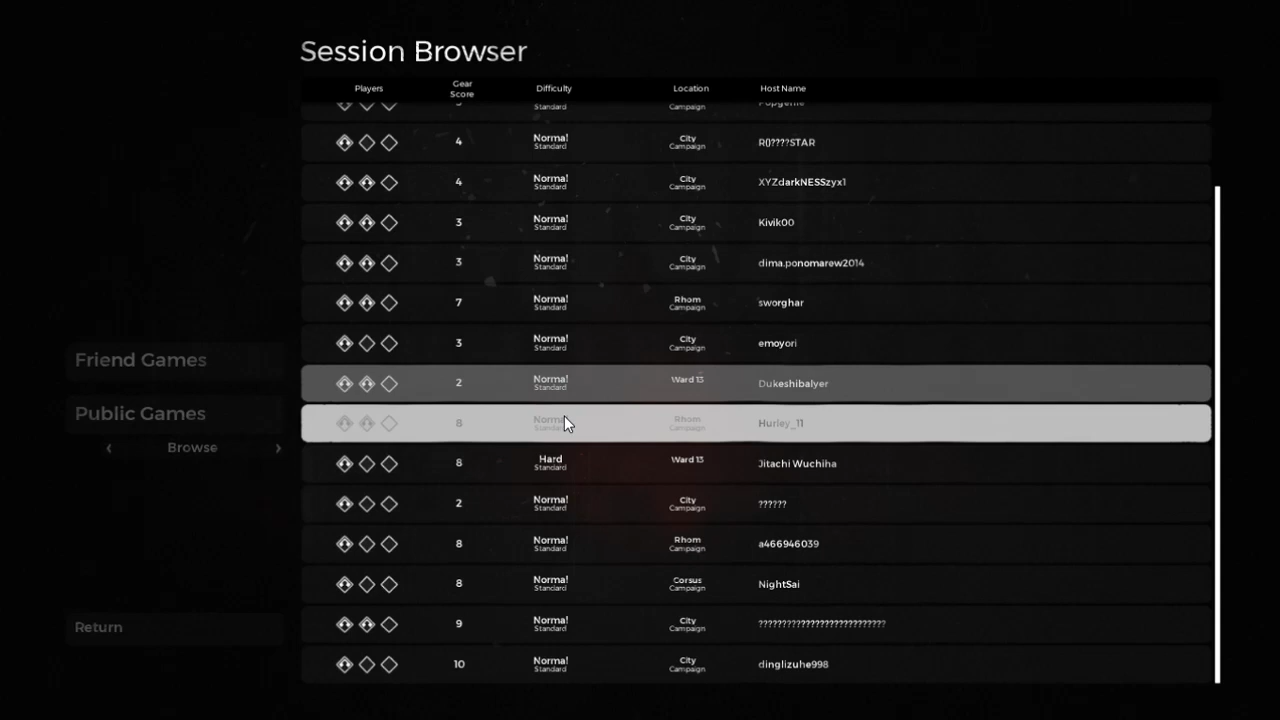 Session Browser
Players Gear Score Difficulty Location Host Name
Standard Campaign
4 Normal Standard City Campaign R0????STAR
4 Normal Standard City Campaign XYZdarkNESSzyx1
3 Normal Standard City Campaign Kivik00
3 Normal Standard City Campaign dima.ponomarew2014
7 Normal Standard Rhom Campaign sworghar
3 Normal Standard City Campaign emoyori
Friend Games
2 Normal Standard Ward 13 Dukeshibalyer
Public Games
8 Rhom Campaign Hurley_11
Browse
8 Hard Standard Ward 13 Jitachi Wuchiha
2 Normal Standard City Campaign ??????
8 Normal Standard Rhom Campaign a466946039
8 Normal Standard Corsus Campaign NightSai
9 Normal Standard City Campaign ???????????????????????????
Return
10 Normal Standard City Campaign dinglizuhe998